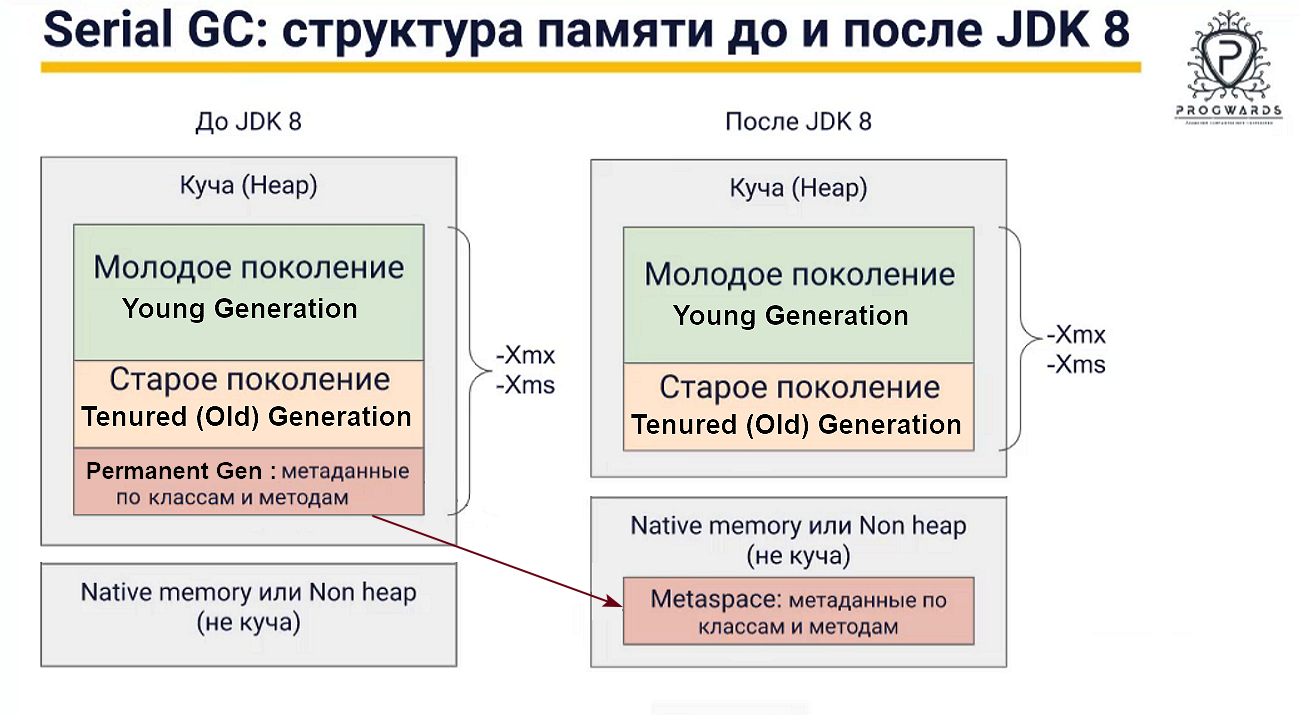 Serial GC: структура памяти до и после JDK 8
PROGWARDS
До JDK 8
Куча (Heap)
Молодое поколение
Young Generation
Старое поколение
Tenured (Old) Generation
Permanent Gen : метаданные
по классам и методам
-Xmx
-Xms
Native memory или Non heap
(не куча)
После JDK 8
Куча (Heap)
Молодое поколение
Young Generation
Старое поколение
Tenured (Old) Generation
-Xmx
-Xms
Native memory или Non heap
(не куча)
Metaspace: метаданные по
классам и методам